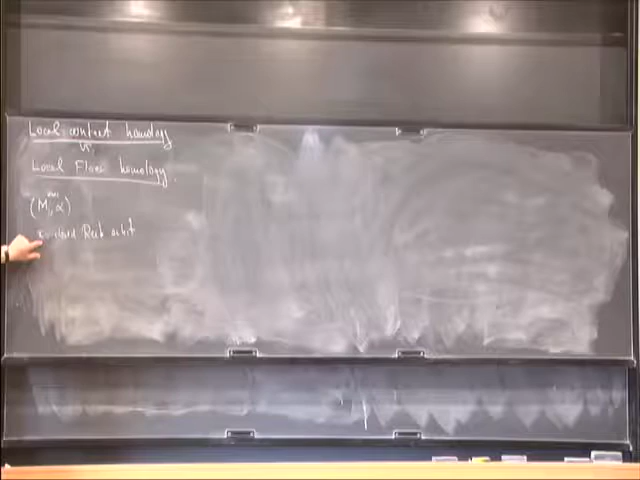 Local contact homology
vs.
Local Floer homology.
(M, α)
closed Reeb orbit